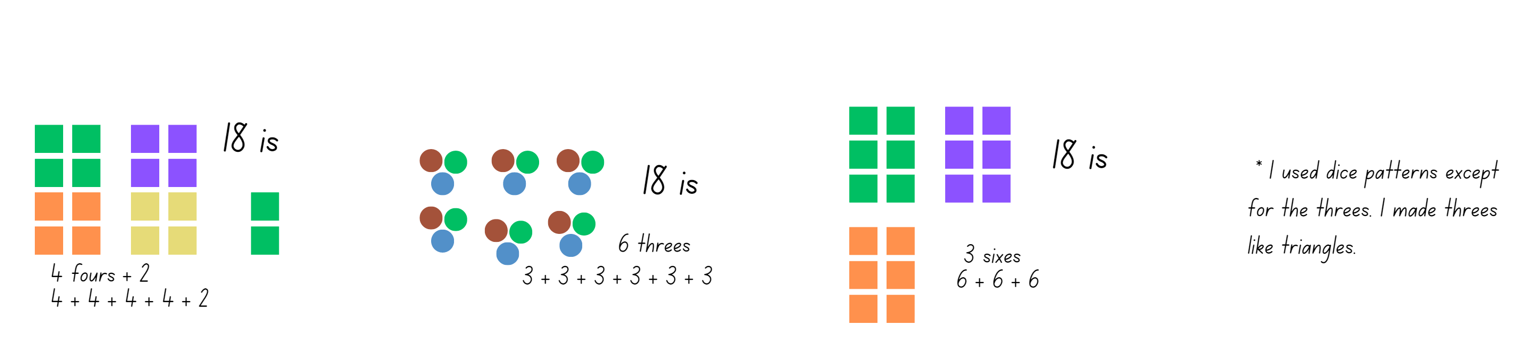 18 is
4 fours + 2
4 + 4 + 4 + 4 + 2
18 is
6 threes
3 + 3 + 3 + 3 + 3 + 3
18 is
3 sixes
6 + 6 + 6
* I used dice patterns except
for the threes. I made threes
like triangles.